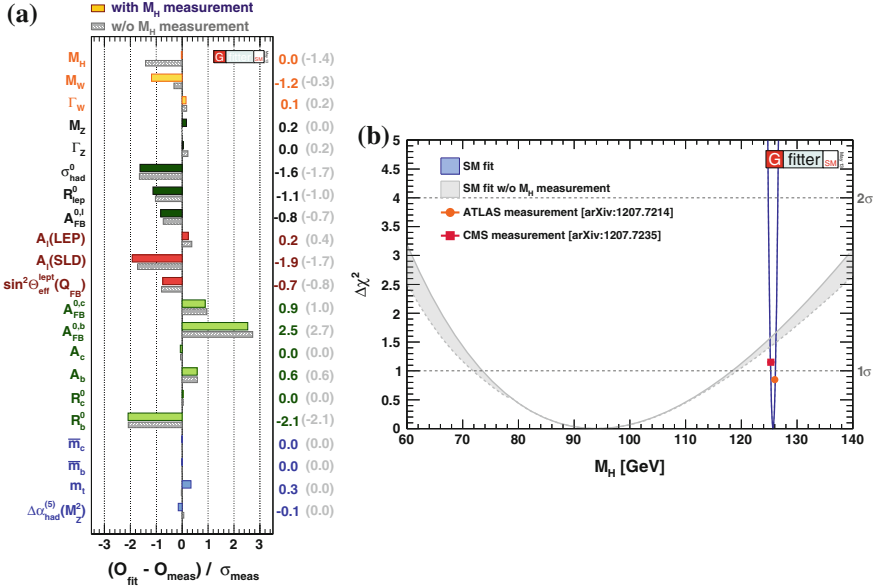 (a)
with M_H measurement
w/o M_H measurement
G fitter SM
M_H 0.0 (-1.4)
M_W -1.2 (-0.3)
Γ_W 0.1 (0.2)
M_Z 0.2 (0.0)
Γ_Z 0.0 (0.2)
σ^0_had -1.6 (-1.7)
R^0_lep -1.1 (-1.0)
A^0,l_FB -0.8 (-0.7)
A_l(LEP) 0.2 (0.4)
A_l(SLD) -1.9 (-1.7)
sin²Θ^lept_eff(Q_FB) -0.7 (-0.8)
A^0,c_FB 0.9 (1.0)
A^0,b_FB 2.5 (2.7)
A_c 0.0 (0.0)
A_b 0.6 (0.6)
R^0_c 0.0 (0.0)
R^0_b -2.1 (-2.1)
m̅_c 0.0 (0.0)
m̅_b 0.0 (0.0)
m_t 0.3 (0.0)
Δα^(5)_had(M²_Z) -0.1 (0.0)
-3 -2 -1 0 1 2 3
(O_fit - O_meas) / σ_meas
(b)
Δχ²
5
4.5
4
3.5
3
2.5
2
1.5
1
0.5
0
G fitter SM
SM fit
SM fit w/o M_H measurement
ATLAS measurement [arXiv:1207.7214]
CMS measurement [arXiv:1207.7235]
2σ
1σ
60 70 80 90 100 110 120 130 140
M_H [GeV]